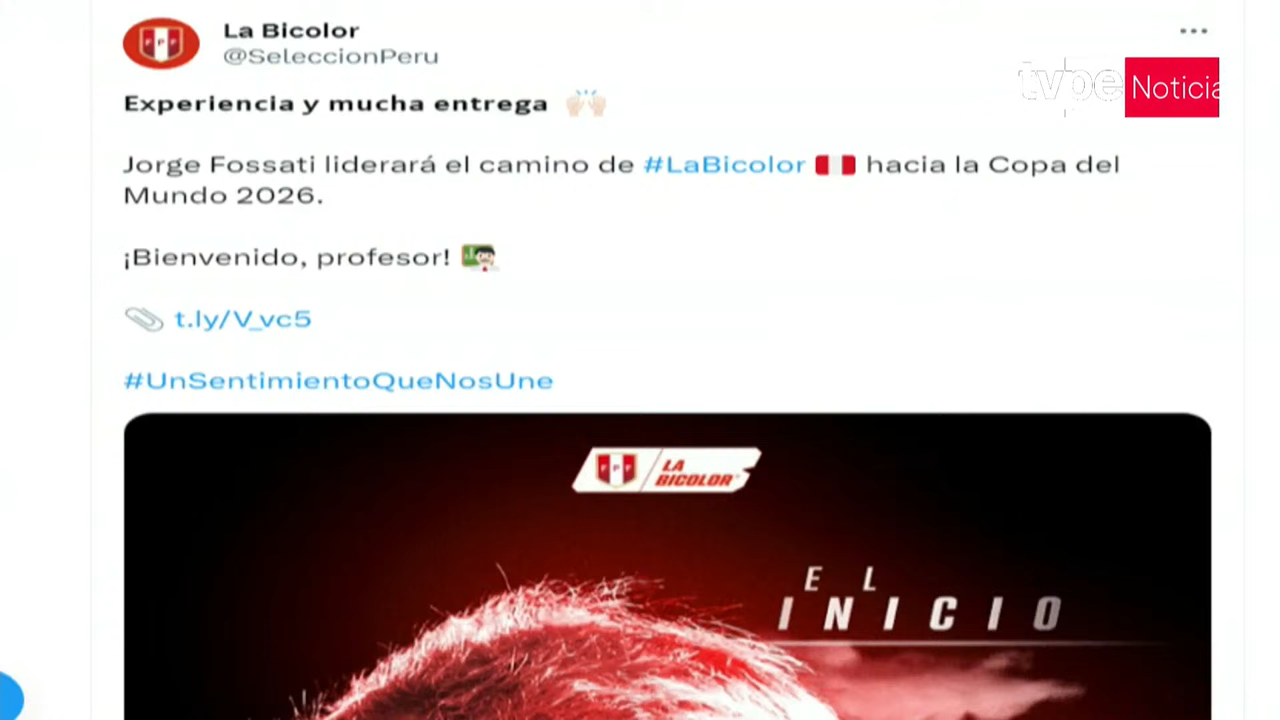 La Bicolor
@SeleccionPeru
tvpe Noticia
Experiencia y mucha entrega
Jorge Fossati liderará el camino de #LaBicolor hacia la Copa del
Mundo 2026.
¡Bienvenido, profesor!
t.ly/V_vc5
#UnSentimientoQueNosUne
FPF
LA
BICOLOR
EL
INICIO